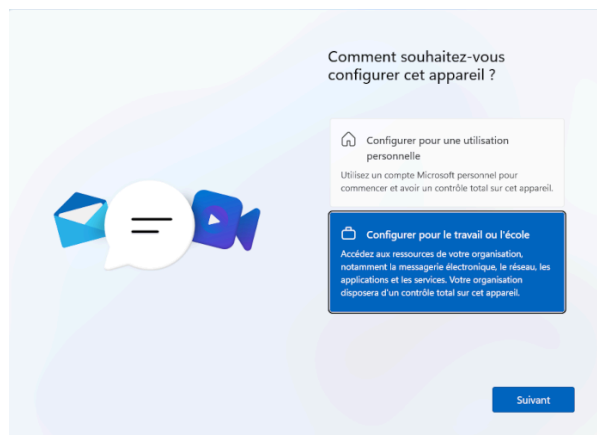 Comment souhaitez-vous
configurer cet appareil ?
Configurer pour une utilisation
personnelle
Utilisez un compte Microsoft personnel pour
commencer et avoir un contrôle total sur cet appareil.
Configurer pour le travail ou l'école
Accédez aux ressources de votre organisation,
notamment la messagerie électronique, le réseau, les
applications et les services. Votre organisation
disposera d'un contrôle total sur cet appareil.
Suivant